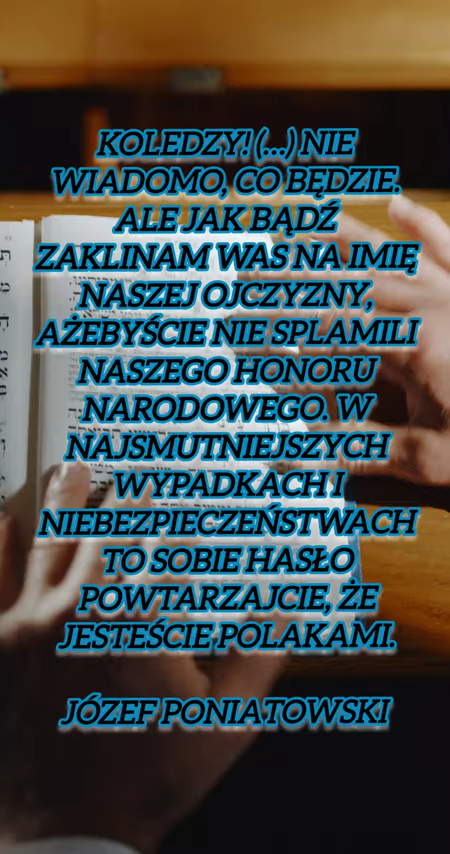 KOLEDZY! (...) NIE
WIADOMO, CO BĘDZIE.
ALE JAK BĄDŹ
ZAKLINAM WAS NA IMIĘ
NASZEJ OJCZYZNY,
AŻEBYŚCIE NIE SPLAMILI
NASZEGO HONORU
NARODOWEGO. W
NAJSMUTNIEJSZYCH
WYPADKACH I
NIEBEZPIECZEŃSTWACH
TO SOBIE HASŁO
POWTARZAJCIE, ŻE
JESTEŚCIE POLAKAMI.
JÓZEF PONIATOWSKI